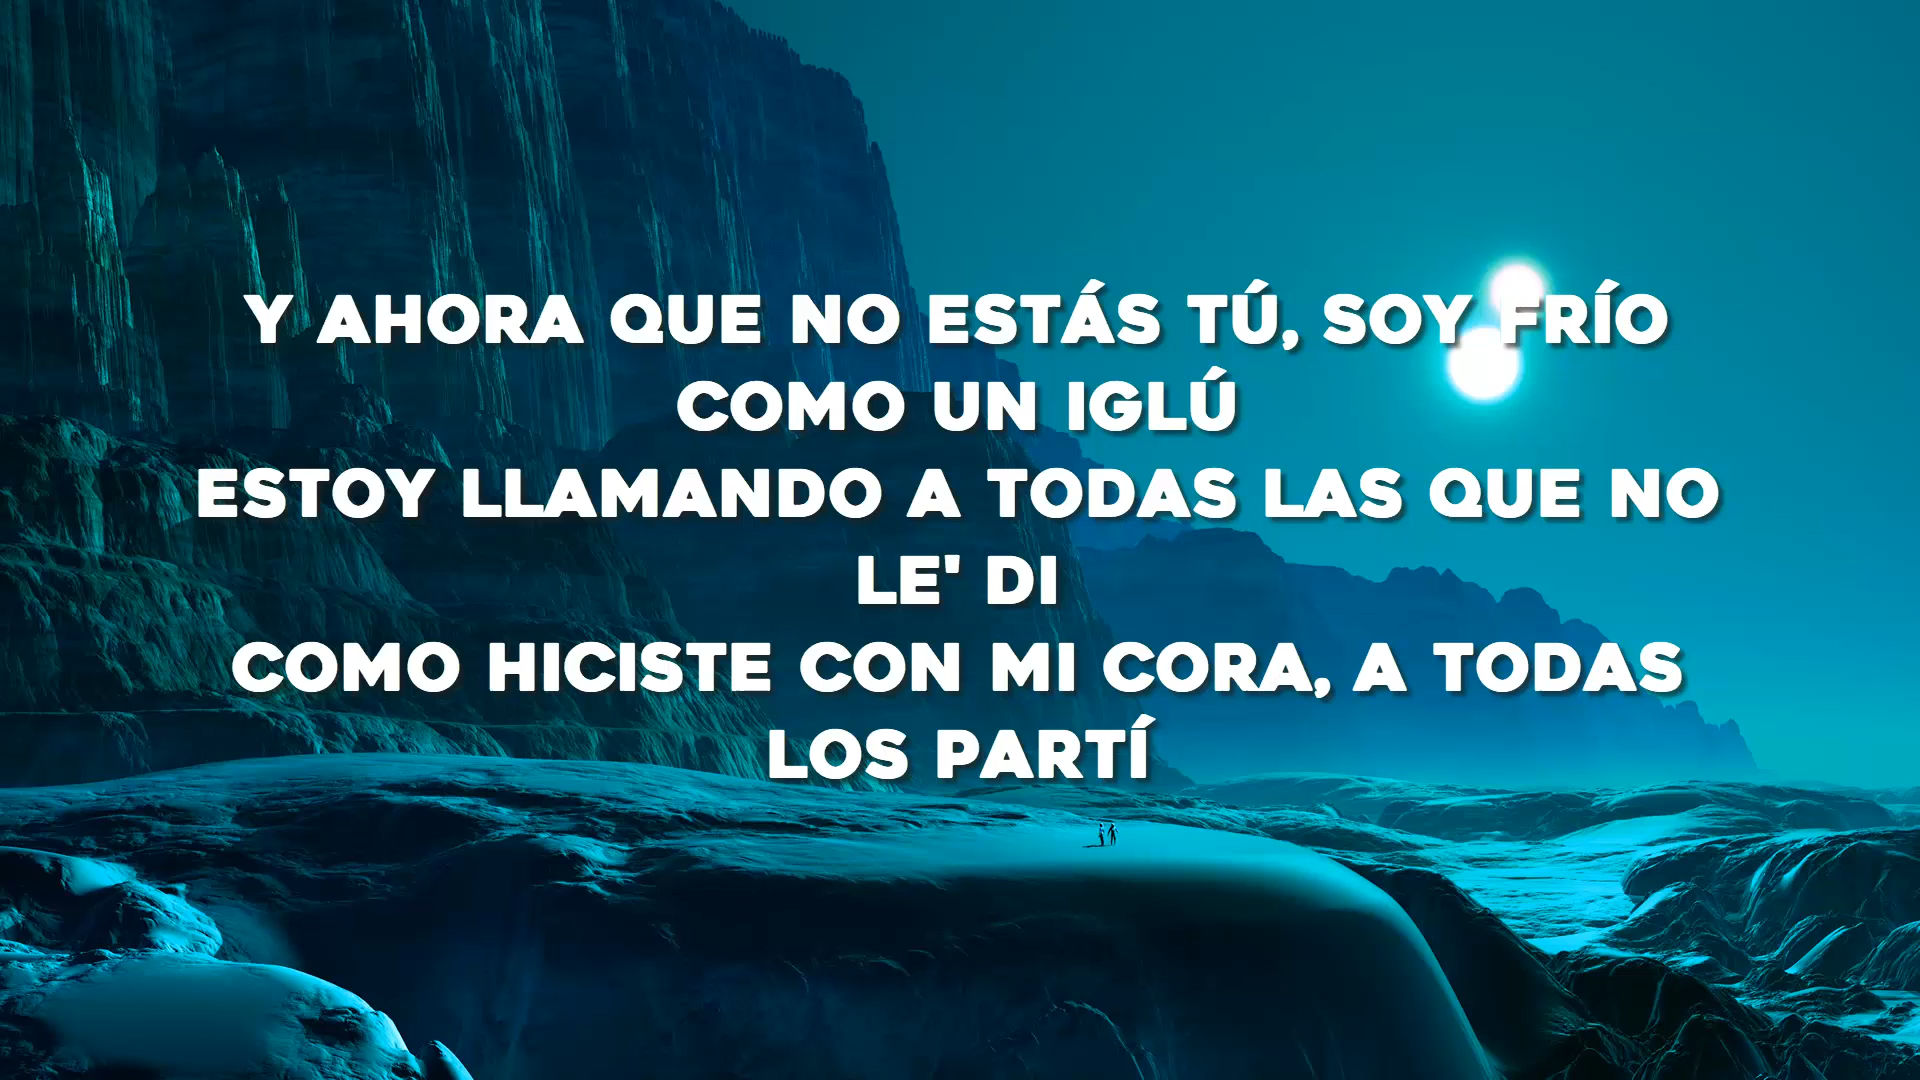 Y AHORA QUE NO ESTÁS TÚ, SOY FRÍO
COMO UN IGLÚ
ESTOY LLAMANDO A TODAS LAS QUE NO
LE' DI
COMO HICISTE CON MI CORA, A TODAS
LOS PARTÍ